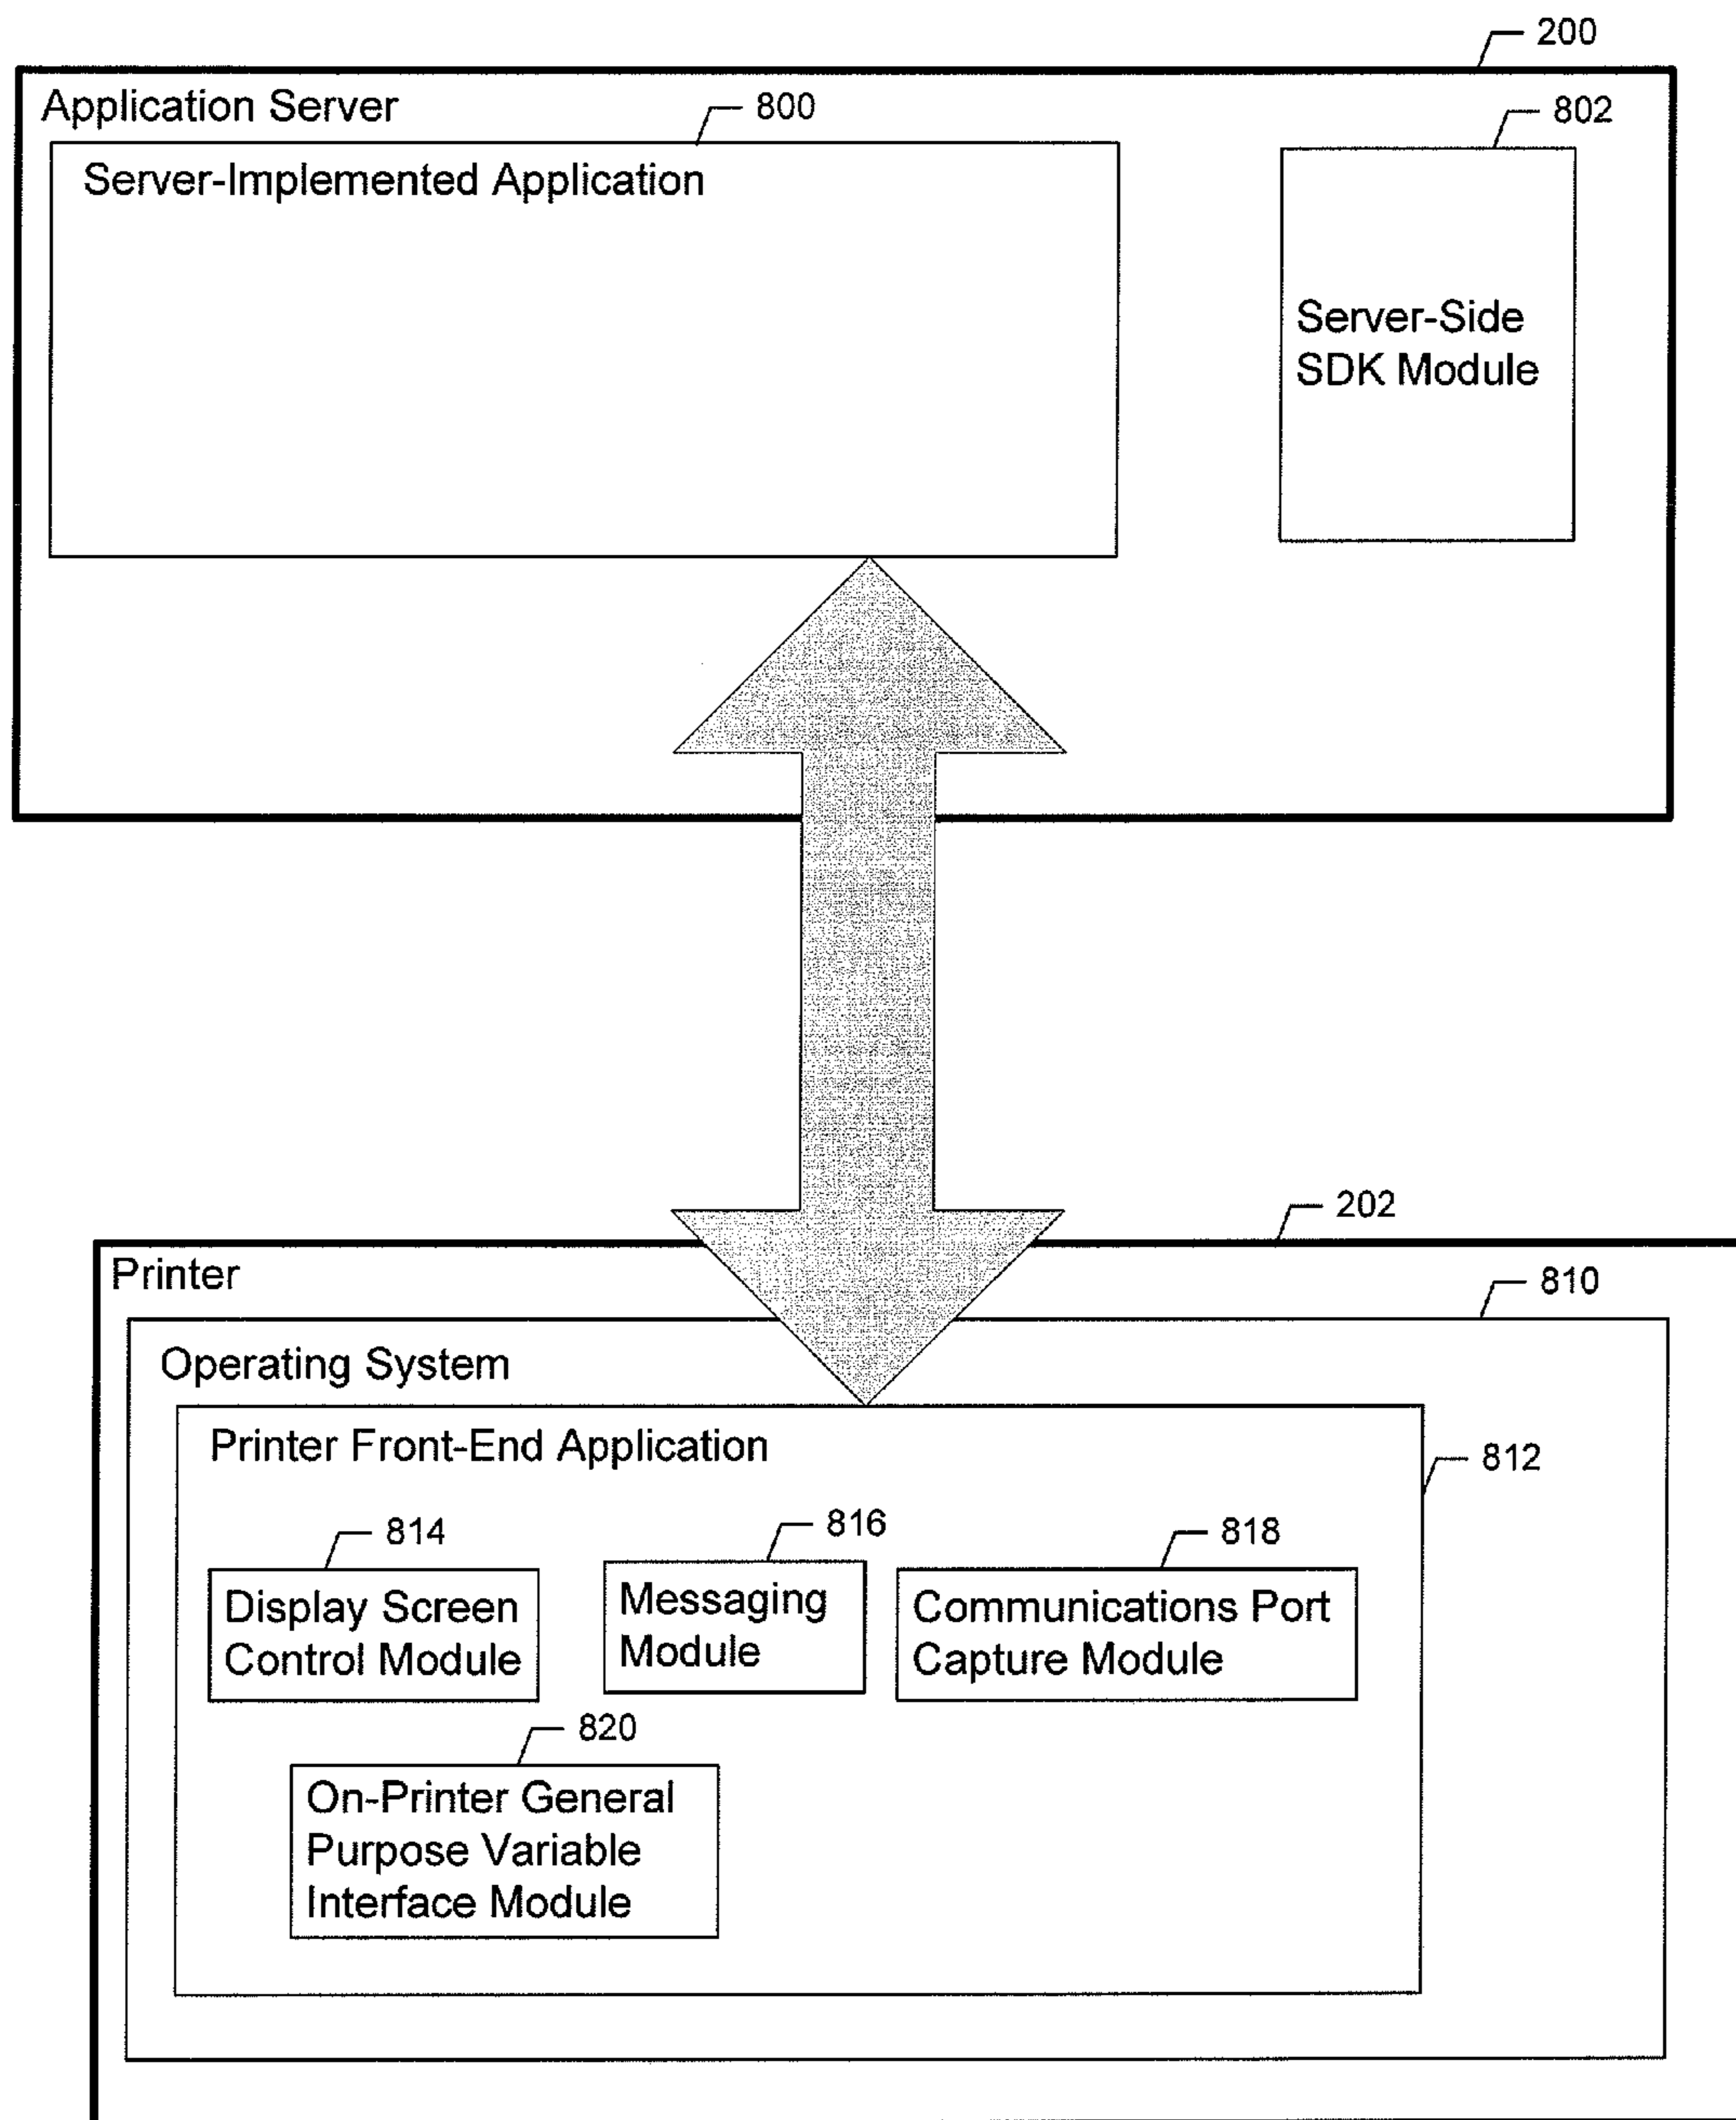 200
Application Server
800
802
Server-Implemented Application
Server-Side
SDK Module
202
Printer
810
Operating System
Printer Front-End Application
812
814
816
818
Display Screen
Control Module
Messaging
Module
Communications Port
Capture Module
820
On-Printer General
Purpose Variable
Interface Module